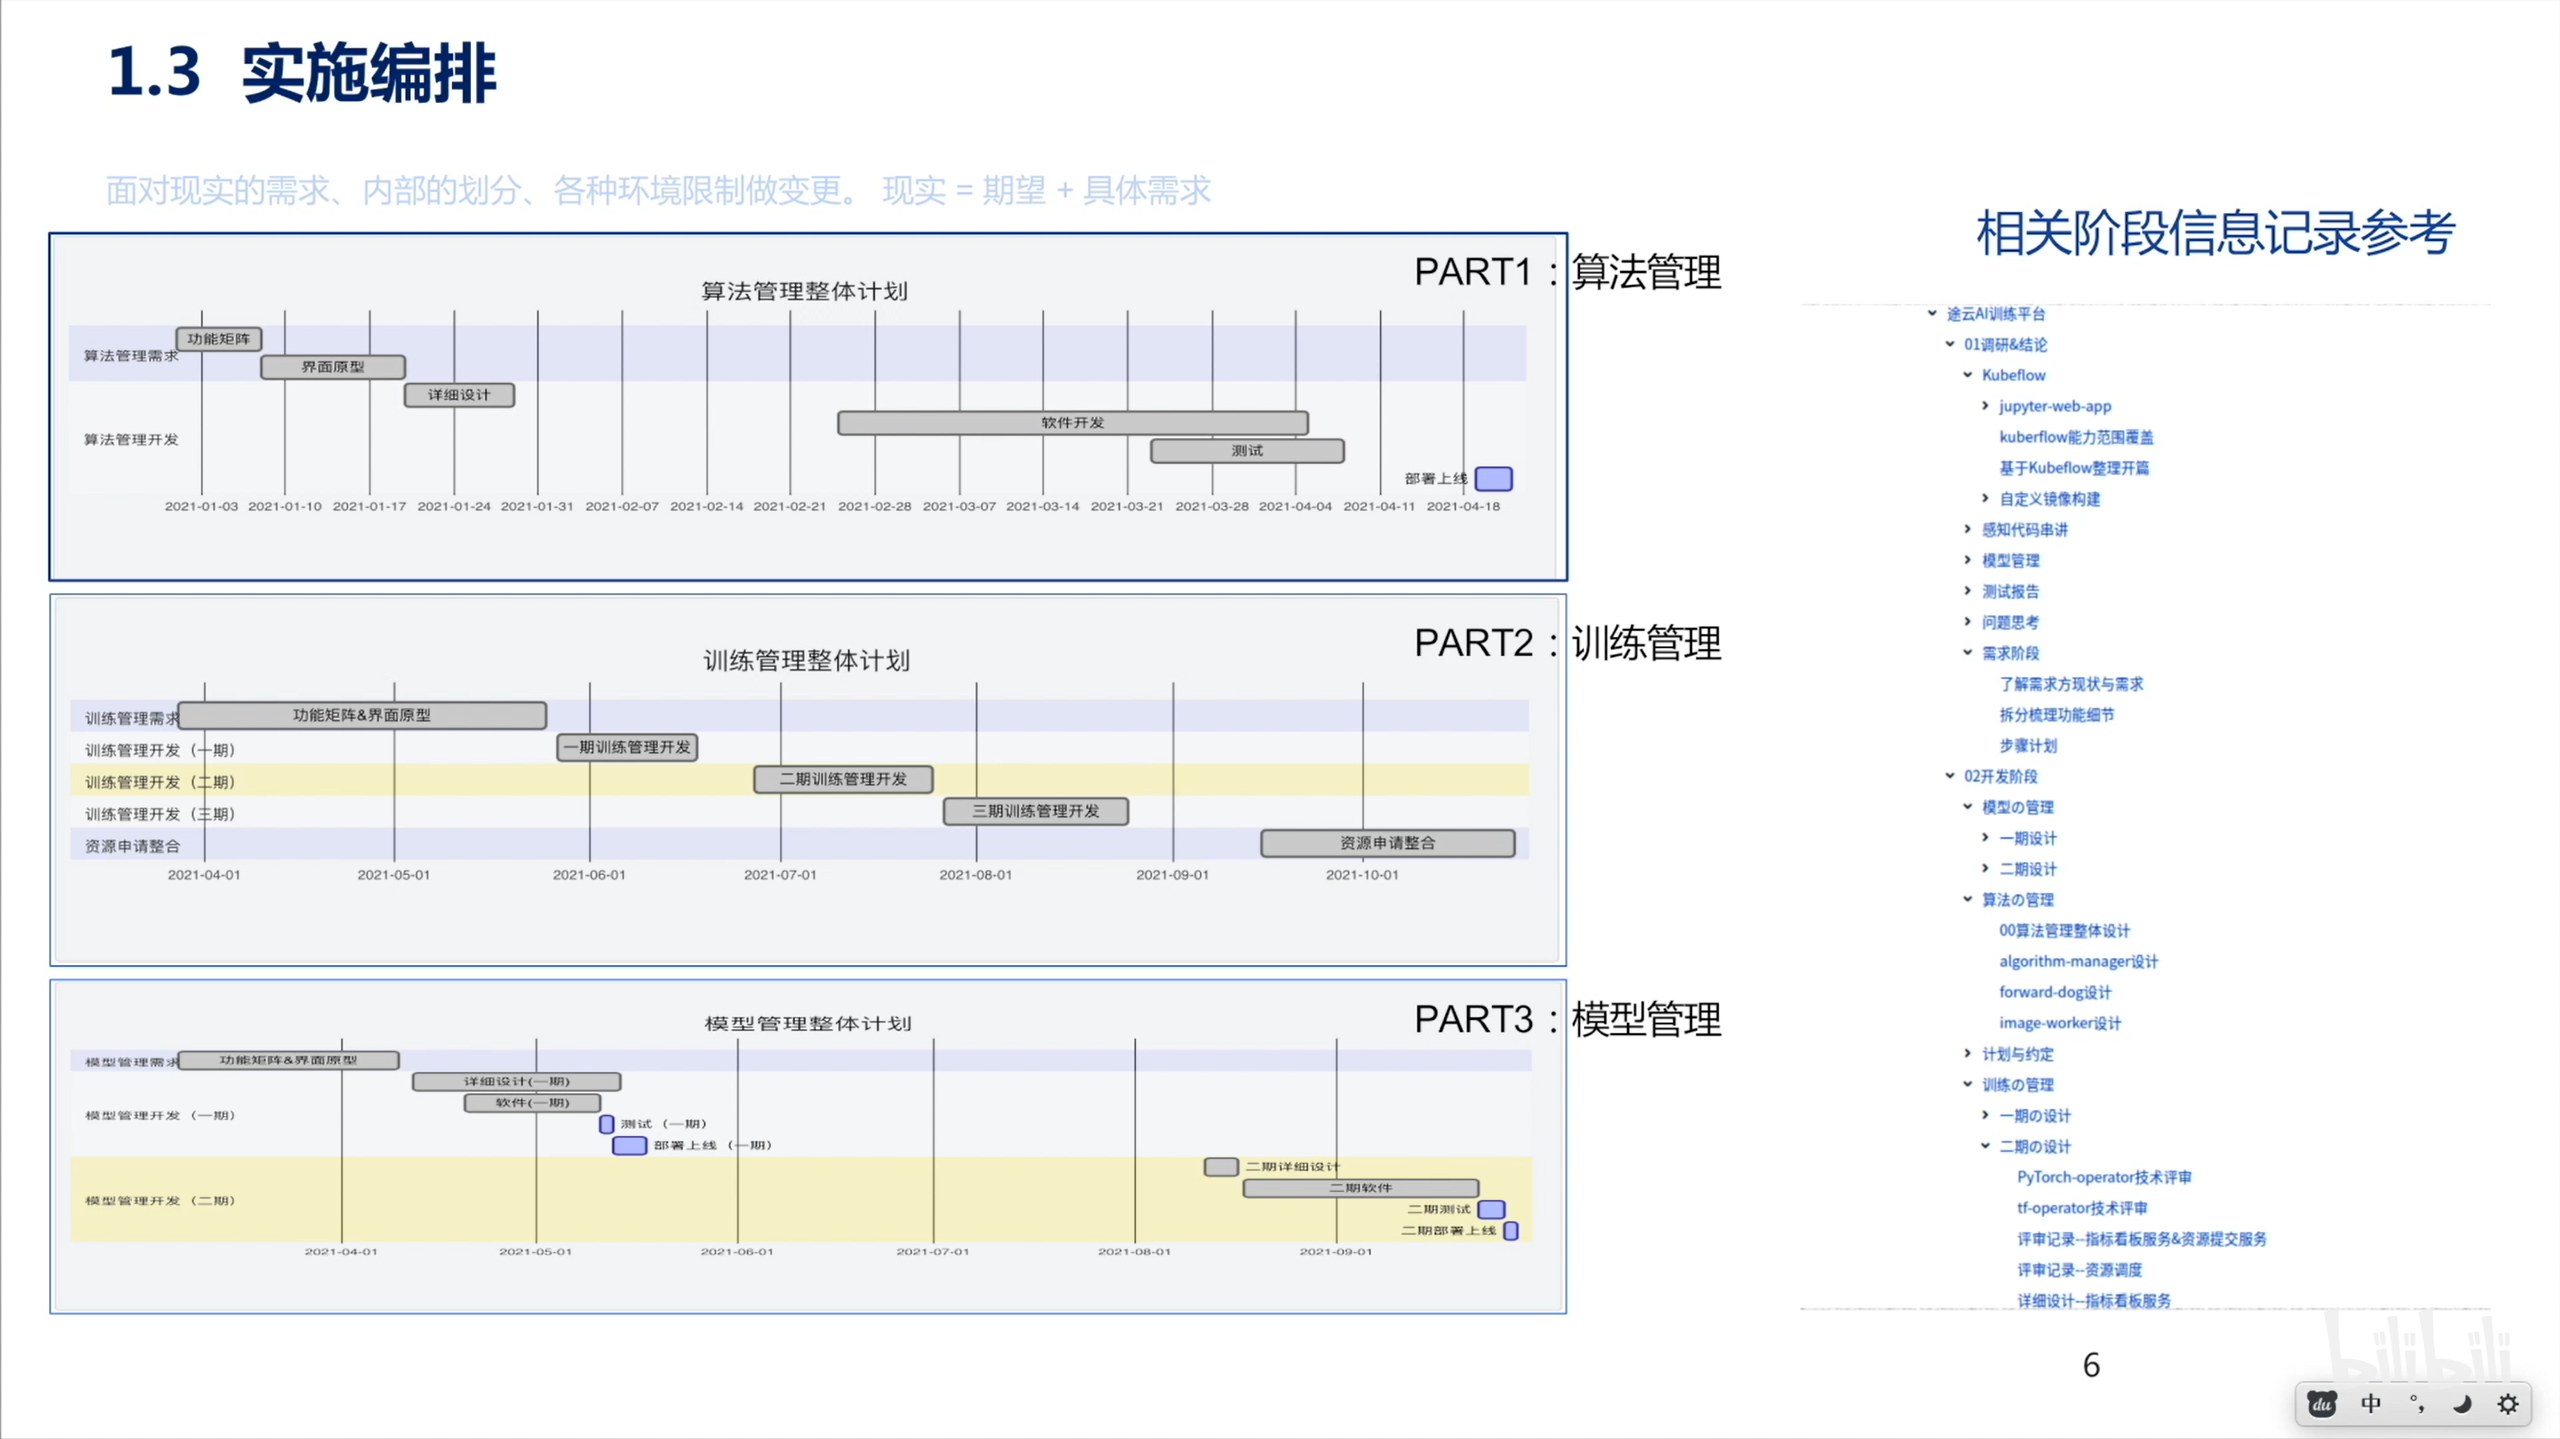 1.3 实施编排
面对现实的需求、内部的划分、各种环境限制做变更。 现实 = 期望 + 具体需求
PART1：算法管理
算法管理整体计划
算法管理需求
功能矩阵
界面原型
详细设计
算法管理开发
软件开发
测试
部署上线
2021-01-03 2021-01-10 2021-01-17 2021-01-24 2021-01-31 2021-02-07 2021-02-14 2021-02-21 2021-02-28 2021-03-07 2021-03-14 2021-03-21 2021-03-28 2021-04-04 2021-04-11 2021-04-18
PART2：训练管理
训练管理整体计划
训练管理需求 功能矩阵&界面原型
训练管理开发（一期） 一期训练管理开发
训练管理开发（二期） 二期训练管理开发
训练管理开发（三期） 三期训练管理开发
资源申请整合 资源申请整合
2021-04-01 2021-05-01 2021-06-01 2021-07-01 2021-08-01 2021-09-01 2021-10-01
PART3：模型管理
模型管理整体计划
模型管理需求 功能矩阵&界面原型
详细设计(一期)
软件(一期)
模型管理开发（一期）
测试（一期）
部署上线（一期）
二期详细设计
二期软件
模型管理开发（二期）
二期测试
二期部署上线
2021-04-01 2021-05-01 2021-06-01 2021-07-01 2021-08-01 2021-09-01
相关阶段信息记录参考
途云AI训练平台
01调研&结论
Kubeflow
jupyter-web-app
kuberflow能力范围覆盖
基于Kubeflow整理开篇
自定义镜像构建
感知代码串讲
模型管理
测试报告
问题思考
需求阶段
了解需求方现状与需求
拆分梳理功能细节
步骤计划
02开发阶段
模型の管理
一期设计
二期设计
算法の管理
00算法管理整体设计
algorithm-manager设计
forward-dog设计
image-worker设计
计划与约定
训练の管理
一期の设计
二期の设计
PyTorch-operator技术评审
tf-operator技术评审
评审记录--指标看板服务&资源提交服务
评审记录--资源调度
详细设计--指标看板服务
6
bilibili
du 中 °,